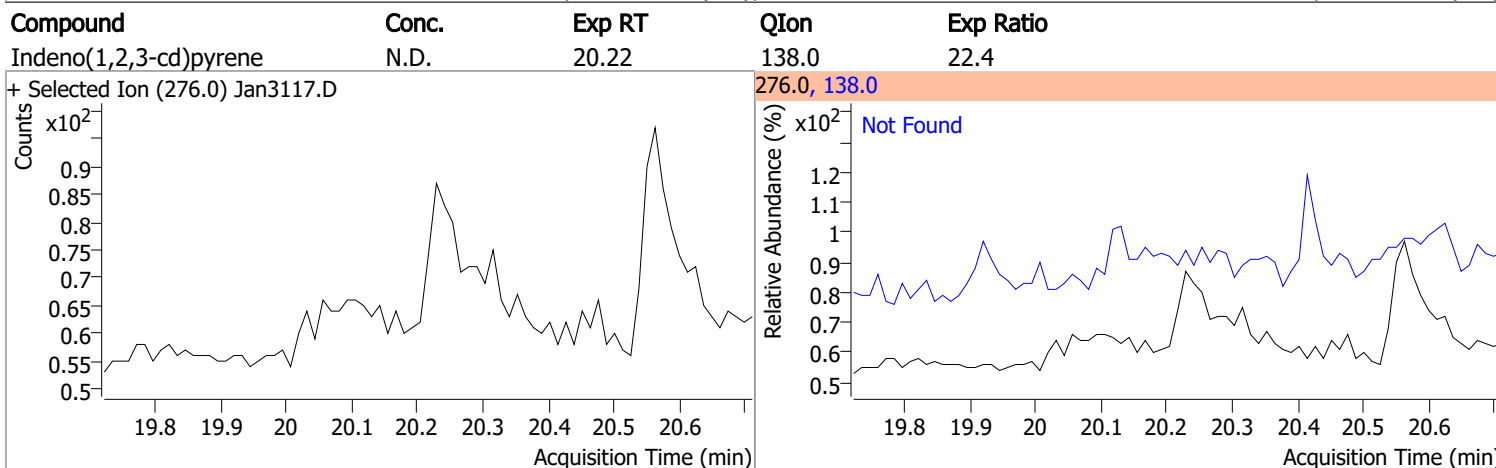 Compound Conc. Exp RT QIon Exp Ratio
Indeno(1,2,3-cd)pyrene N.D. 20.22 138.0 22.4
+ Selected Ion (276.0) Jan3117.D
Counts
x10²
0.9
0.85
0.8
0.75
0.7
0.65
0.6
0.55
0.5
19.8 19.9 20 20.1 20.2 20.3 20.4 20.5 20.6
Acquisition Time (min)
276.0, 138.0
Relative Abundance (%)
x10²
Not Found
1.2
1.1
1
0.9
0.8
0.7
0.6
0.5
19.8 19.9 20 20.1 20.2 20.3 20.4 20.5 20.6
Acquisition Time (min)